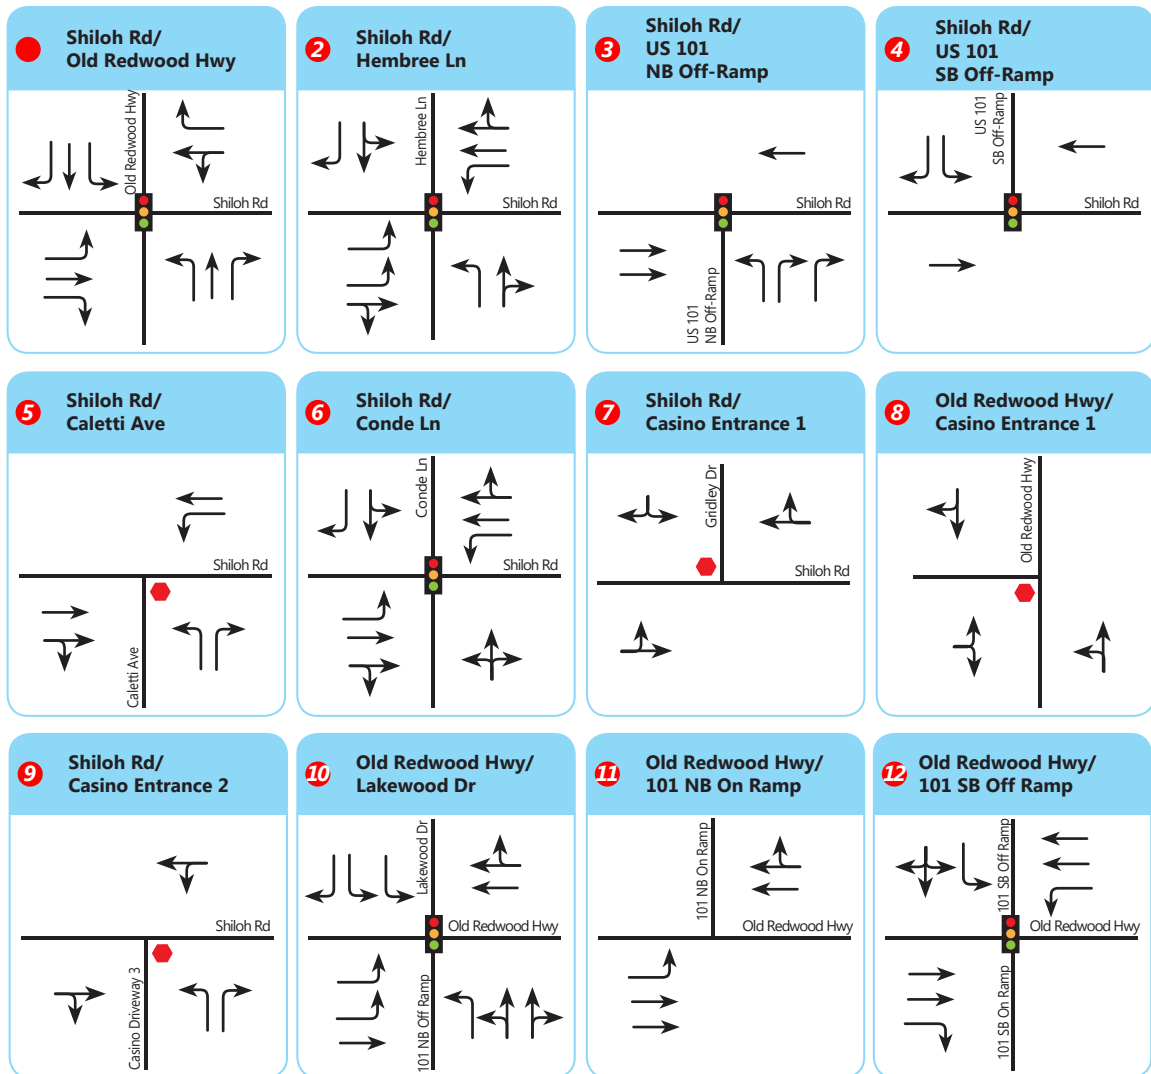 Shiloh Rd/
Old Redwood Hwy
Old Redwood Hwy
Shiloh Rd
2
Shiloh Rd/
Hembree Ln
Hembree Ln
Shiloh Rd
3
Shiloh Rd/
US 101
NB Off-Ramp
Shiloh Rd
US 101
NB Off-Ramp
4
Shiloh Rd/
US 101
SB Off-Ramp
US 101
SB Off-Ramp
Shiloh Rd
5
Shiloh Rd/
Caletti Ave
Shiloh Rd
Caletti Ave
6
Shiloh Rd/
Conde Ln
Conde Ln
Shiloh Rd
7
Shiloh Rd/
Casino Entrance 1
Gridley Dr
Shiloh Rd
8
Old Redwood Hwy/
Casino Entrance 1
Old Redwood Hwy
9
Shiloh Rd/
Casino Entrance 2
Shiloh Rd
Casino Driveway 3
10
Old Redwood Hwy/
Lakewood Dr
Lakewood Dr
Old Redwood Hwy
101 NB Off Ramp
11
Old Redwood Hwy/
101 NB On Ramp
101 NB On Ramp
Old Redwood Hwy
12
Old Redwood Hwy/
101 SB Off Ramp
101 SB Off Ramp
Old Redwood Hwy
101 SB On Ramp